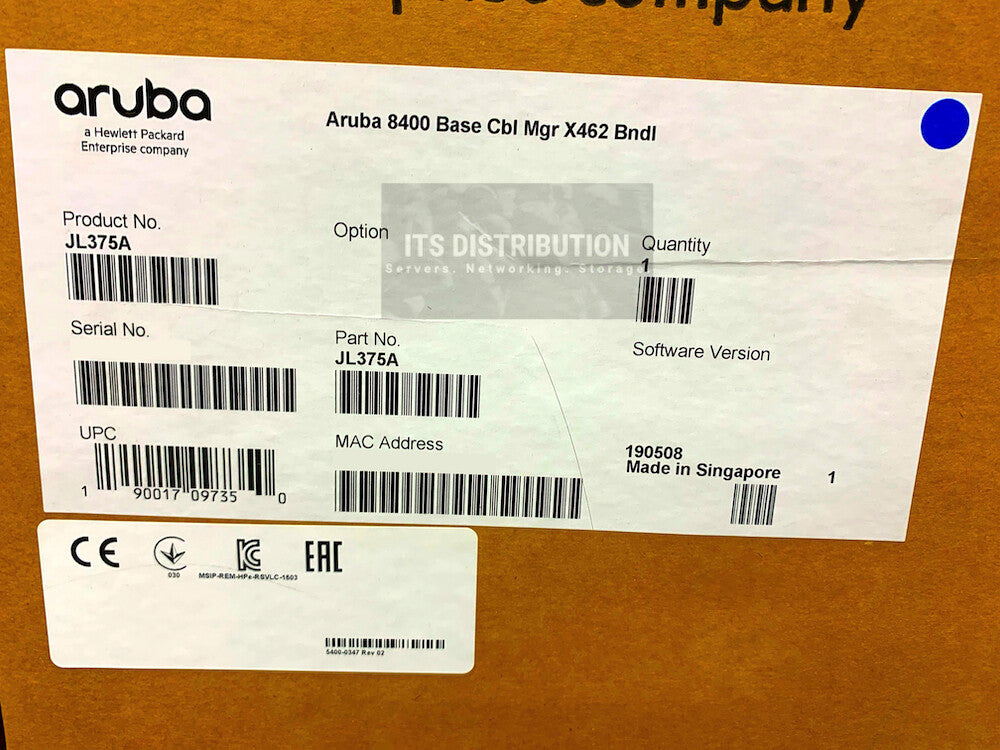 company
aruba
a Hewlett Packard
Enterprise company
Aruba 8400 Base Cbl Mgr X462 Bndl
Product No.
JL375A
Option
ITS DISTRIBUTION
Servers. Networking. Storage
Quantity
1
Serial No.
Part No.
JL375A
Software Version
UPC
1 90017 09735 0
MAC Address
190508
Made in Singapore
1
CE
030
MSIP-REM-HPe-RSVLC-1603
EAC
5400-0347 Rev 02